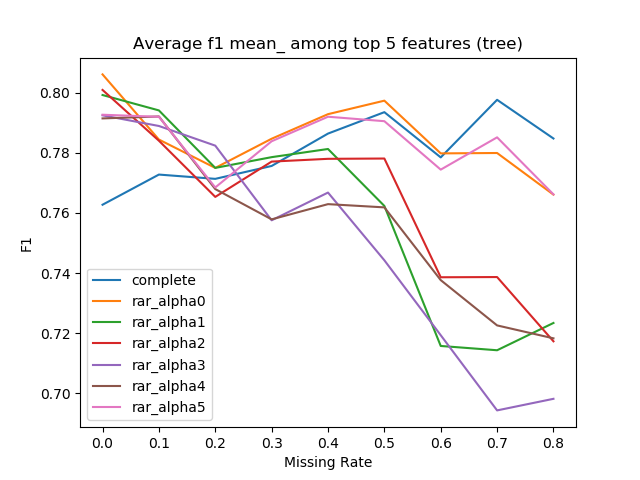 Average f1 mean_ among top 5 features (tree)
F1
0.80
0.78
0.76
0.74
0.72
0.70
complete
rar_alpha0
rar_alpha1
rar_alpha2
rar_alpha3
rar_alpha4
rar_alpha5
0.0 0.1 0.2 0.3 0.4 0.5 0.6 0.7 0.8
Missing Rate